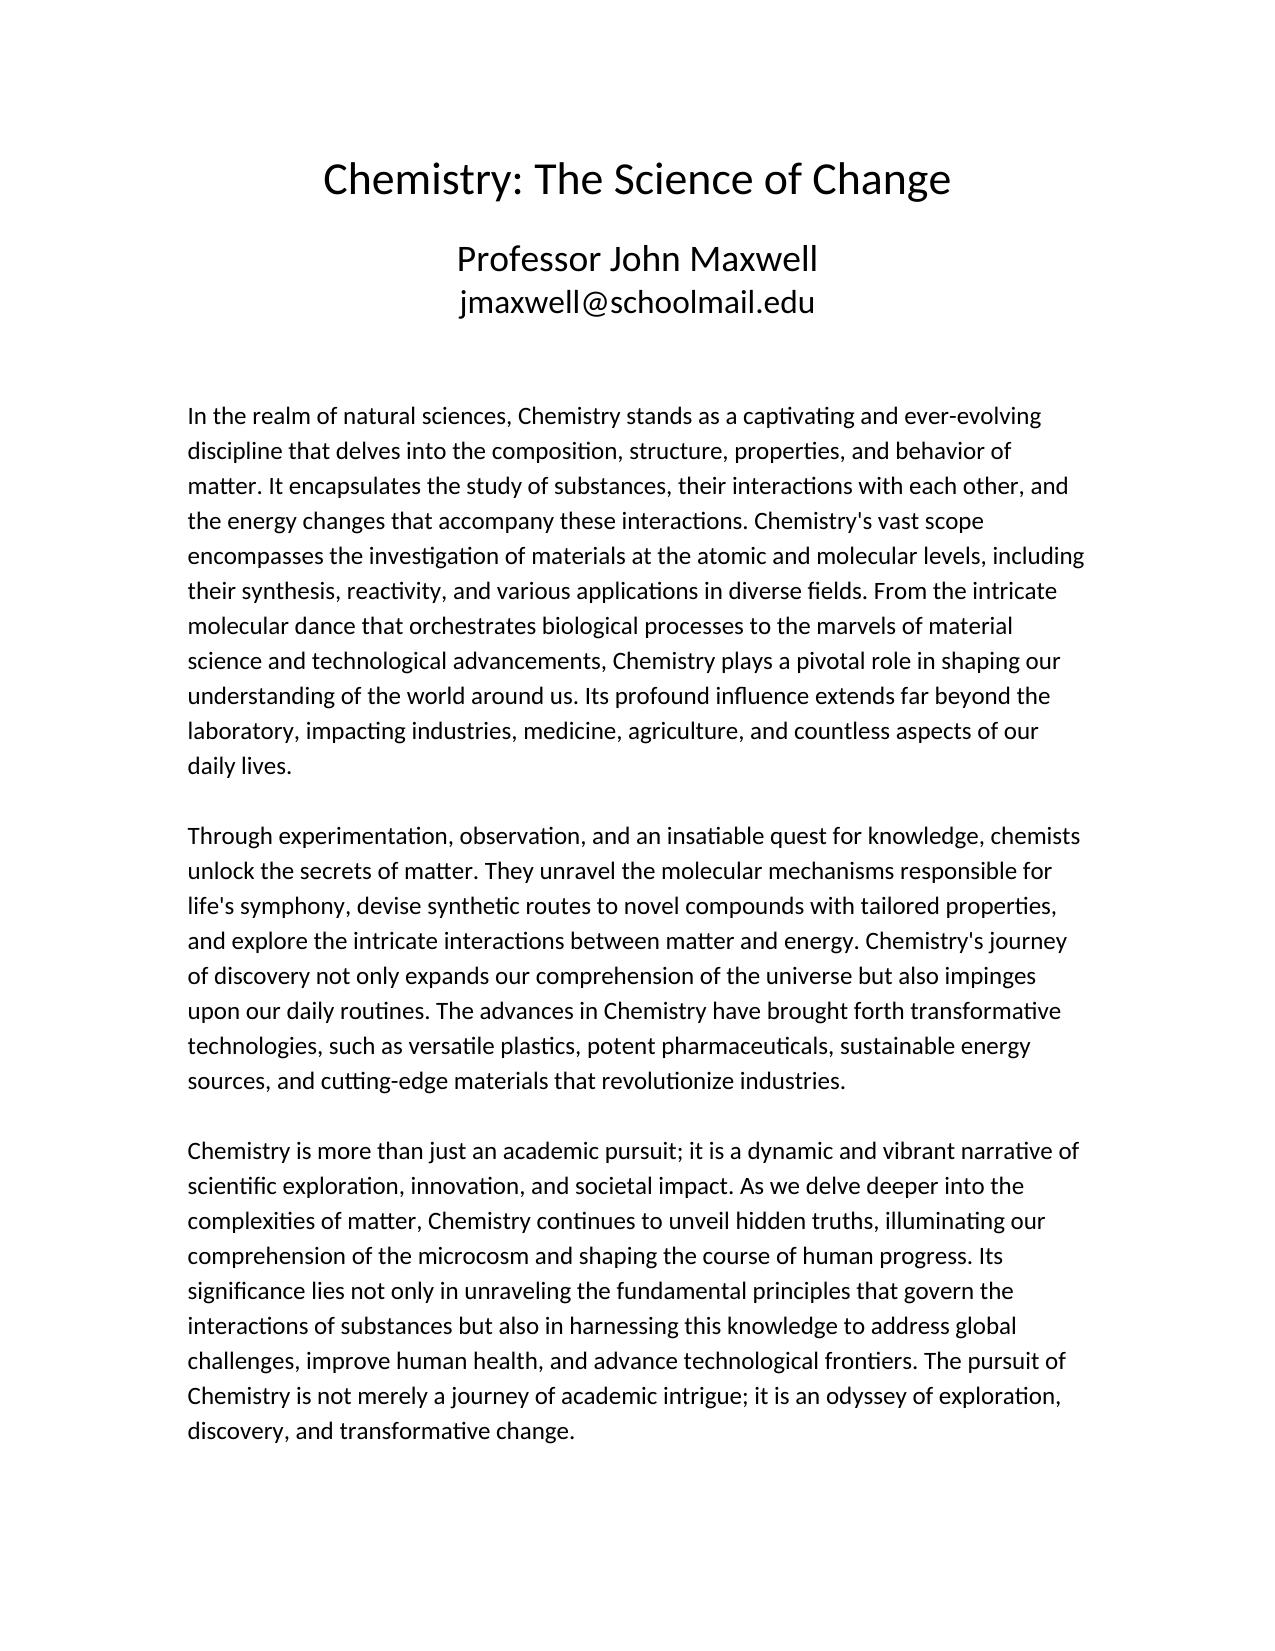 Chemistry: The Science of Change
Professor John Maxwell
jmaxwell@schoolmail.edu
In the realm of natural sciences, Chemistry stands as a captivating and ever-evolving
discipline that delves into the composition, structure, properties, and behavior of
matter. It encapsulates the study of substances, their interactions with each other, and
the energy changes that accompany these interactions. Chemistry's vast scope
encompasses the investigation of materials at the atomic and molecular levels, including
their synthesis, reactivity, and various applications in diverse fields. From the intricate
molecular dance that orchestrates biological processes to the marvels of material
science and technological advancements, Chemistry plays a pivotal role in shaping our
understanding of the world around us. Its profound influence extends far beyond the
laboratory, impacting industries, medicine, agriculture, and countless aspects of our
daily lives.
Through experimentation, observation, and an insatiable quest for knowledge, chemists
unlock the secrets of matter. They unravel the molecular mechanisms responsible for
life's symphony, devise synthetic routes to novel compounds with tailored properties,
and explore the intricate interactions between matter and energy. Chemistry's journey
of discovery not only expands our comprehension of the universe but also impinges
upon our daily routines. The advances in Chemistry have brought forth transformative
technologies, such as versatile plastics, potent pharmaceuticals, sustainable energy
sources, and cutting-edge materials that revolutionize industries.
Chemistry is more than just an academic pursuit; it is a dynamic and vibrant narrative of
scientific exploration, innovation, and societal impact. As we delve deeper into the
complexities of matter, Chemistry continues to unveil hidden truths, illuminating our
comprehension of the microcosm and shaping the course of human progress. Its
significance lies not only in unraveling the fundamental principles that govern the
interactions of substances but also in harnessing this knowledge to address global
challenges, improve human health, and advance technological frontiers. The pursuit of
Chemistry is not merely a journey of academic intrigue; it is an odyssey of exploration,
discovery, and transformative change.